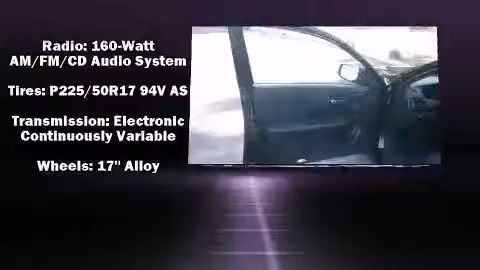 Radio: 160-Watt
AM/FM/CD Audio System
Tires: P225/50R17 94V AS
Transmission: Electronic
Continuously Variable
Wheels: 17" Alloy